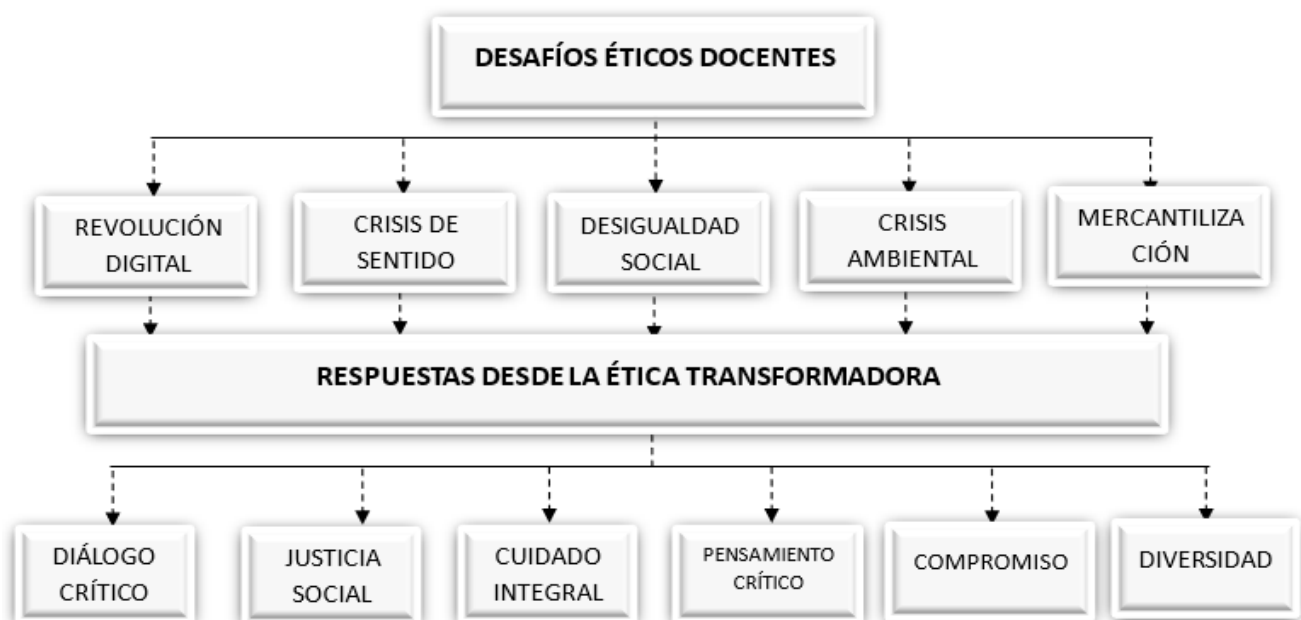 DESAFÍOS ÉTICOS DOCENTES
REVOLUCIÓN
DIGITAL
CRISIS DE
SENTIDO
DESIGUALDAD
SOCIAL
CRISIS
AMBIENTAL
MERCANTILIZA
CIÓN
RESPUESTAS DESDE LA ÉTICA TRANSFORMADORA
DIÁLOGO
CRÍTICO
JUSTICIA
SOCIAL
CUIDADO
INTEGRAL
PENSAMIENTO
CRÍTICO
COMPROMISO
DIVERSIDAD